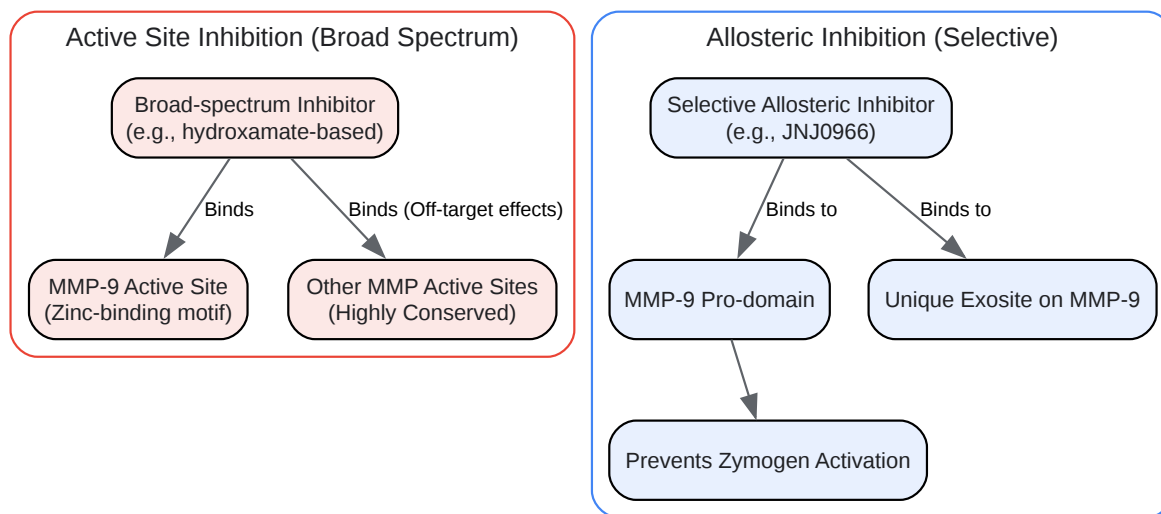 Active Site Inhibition (Broad Spectrum)
Broad-spectrum Inhibitor
(e.g., hydroxamate-based)
Binds
Binds (Off-target effects)
MMP-9 Active Site
(Zinc-binding motif)
Other MMP Active Sites
(Highly Conserved)
Allosteric Inhibition (Selective)
Selective Allosteric Inhibitor
(e.g., JNJ0966)
Binds to
Binds to
MMP-9 Pro-domain
Unique Exosite on MMP-9
Prevents Zymogen Activation